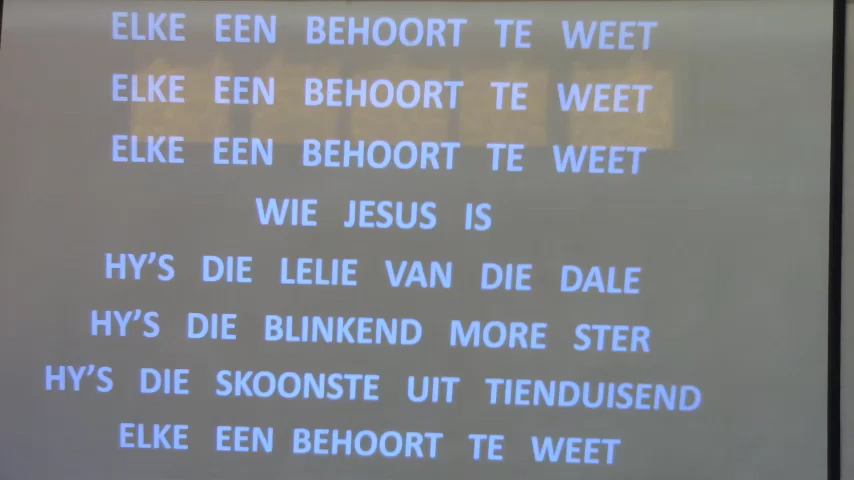 ELKE EEN BEHOORT TE WEET
ELKE EEN BEHOORT TE WEET
ELKE EEN BEHOORT TE WEET
WIE JESUS IS
HY'S DIE LELIE VAN DIE DALE
HY'S DIE BLINKEND MORE STER
HY'S DIE SKOONSTE UIT TIENDUISEND
ELKE EEN BEHOORT TE WEET